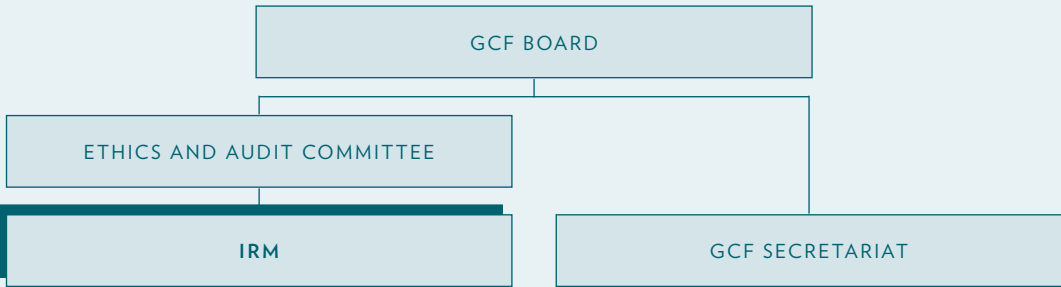 GCF BOARD
ETHICS AND AUDIT COMMITTEE
IRM
GCF SECRETARIAT